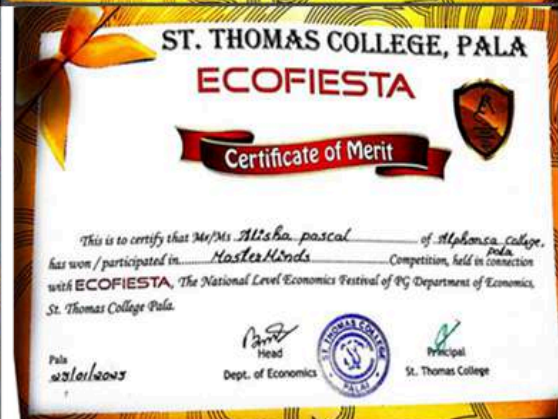 ST. THOMAS COLLEGE, PALA
ECOFIESTA
Certificate of Merit
This is to certify that Mr/Ms Alisha pascal of Alphonsa College,
pala
has won / participated in MasterMinds Competition, held in connection
with ECOFIESTA, The National Level Economics Festival of PG Department of Economics,
St. Thomas College Pala.
Head
Principal
Pala
Dept. of Economics
St. Thomas College
ST THOMAS COLLEGE
PALAI